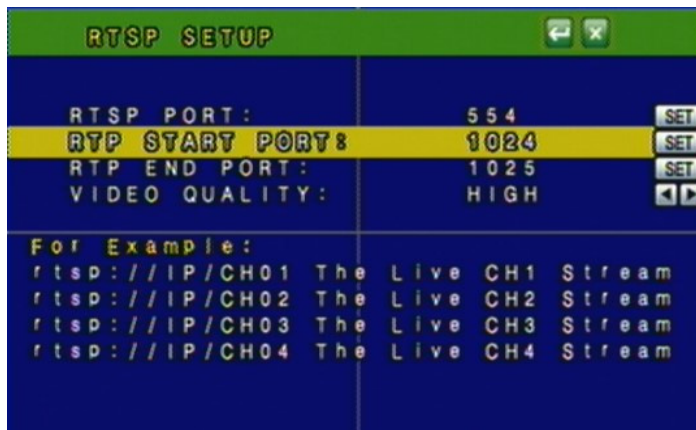 RTSP SETUP
RTSP PORT: 554 SET
RTP START PORT: 1024 SET
RTP END PORT: 1025 SET
VIDEO QUALITY: HIGH
For Example:
rtsp://IP/CH01 The Live CH1 Stream
rtsp://IP/CH02 The Live CH2 Stream
rtsp://IP/CH03 The Live CH3 Stream
rtsp://IP/CH04 The Live CH4 Stream